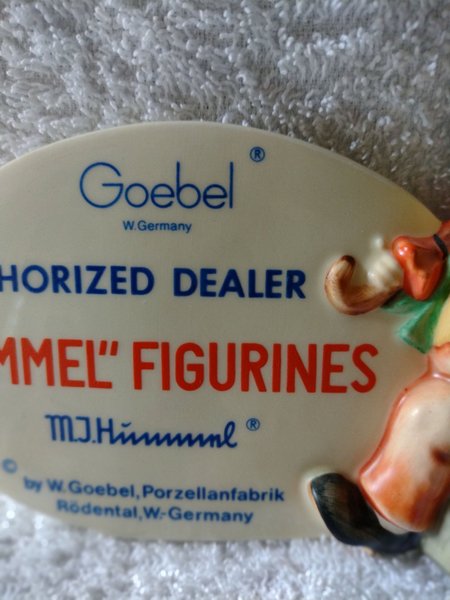 Goebel ®
W.Germany
HORIZED DEALER
MMEL" FIGURINES
M.J.Hummel ®
© by W.Goebel, Porzellanfabrik
Rödental, W.-Germany